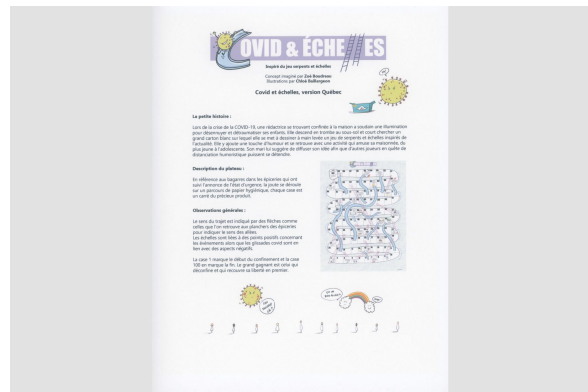 COVID & ÉCHELLES
Inspiré du jeu serpents et échelles
Concept imaginé par Zoé Boudreau
Illustrations par Chloé Baillargeon
Covid et échelles, version Québec
La petite histoire :
Lors de la crise de la COVID-19, une rédactrice se trouvant confinée à la maison a soudain une illumination
pour désennuyer et détraumatiser ses enfants. Elle descend en trombe au sous-sol et court chercher un
grand carton blanc sur lequel elle se met à dessiner à main levée un jeu de serpents et échelles inspirés de
l'actualité. Elle y ajoute une touche d'humour et se retrouve avec une activité qui amuse sa maisonnée, du
plus jeune à l'adolescente. Son mari lui suggère de diffuser son idée afin que d'autres joueurs en quête de
distanciation humoristique puissent se détendre.
Description du plateau :
En référence aux bagarres dans les épiceries qui ont
suivi l'annonce de l'état d'urgence, la joute se déroule
sur un parcours de papier hygiénique, chaque case est
un carré du précieux produit.
Observations générales :
Le sens du trajet est indiqué par des flèches comme
celles que l'on retrouve aux planchers des épiceries
pour indiquer le sens des allées.
Les échelles sont liées à des points positifs concernant
les événements alors que les glissades covid sont en
lien avec des aspects négatifs.
La case 1 marque le début du confinement et la case
100 en marque la fin. Le grand gagnant est celui qui
déconfine et qui recouvre sa liberté en premier.